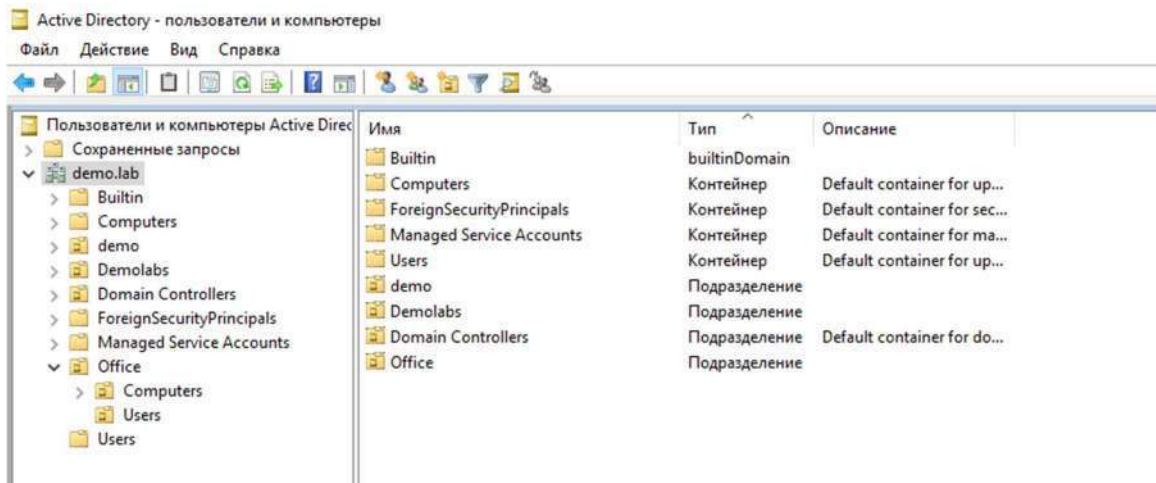 Active Directory - пользователи и компьютеры
Файл Действие Вид Справка
Пользователи и компьютеры Active Direc
Сохраненные запросы
demo.lab
Builtin
Computers
demo
Demolabs
Domain Controllers
ForeignSecurityPrincipals
Managed Service Accounts
Office
Computers
Users
Users
Имя Тип Описание
Builtin builtinDomain
Computers Контейнер Default container for up...
ForeignSecurityPrincipals Контейнер Default container for sec...
Managed Service Accounts Контейнер Default container for ma...
Users Контейнер Default container for up...
demo Подразделение
Demolabs Подразделение
Domain Controllers Подразделение Default container for do...
Office Подразделение